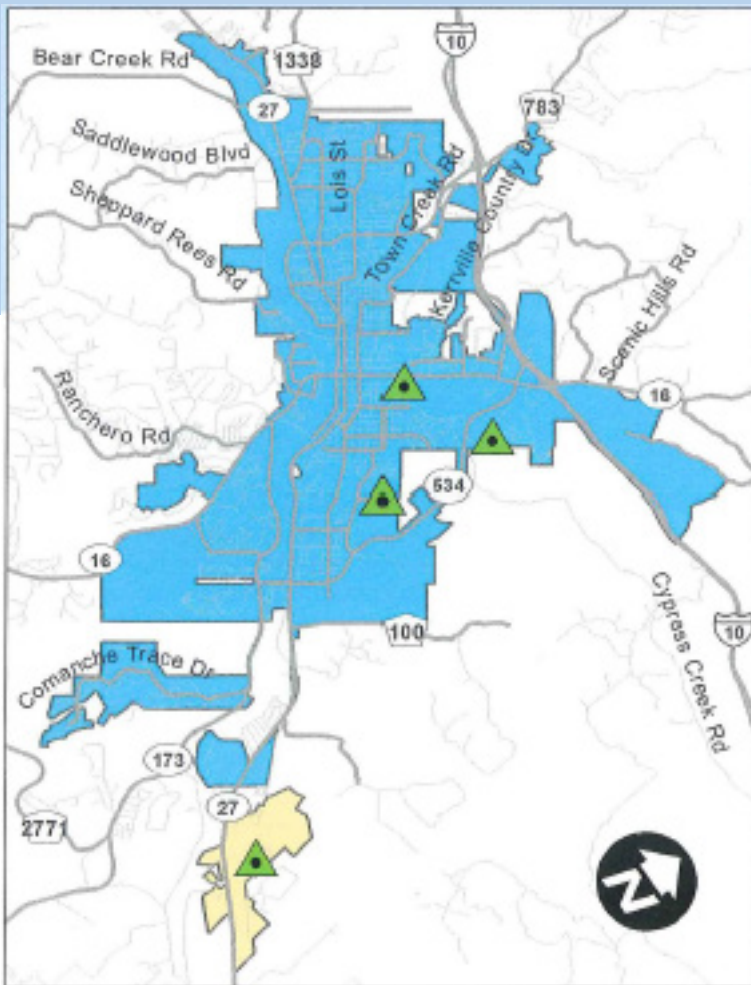 10
Bear Creek Rd
1338
27
783
Saddlewood Blvd
Lois St
Town Creek Rd
Kerrville Country D
Sheppard Rees Rd
Scenic Hills Rd
Ranchero Rd
16
534
16
Cypress Creek Rd
100
10
Comanche Trace Dr
173
27
2771
N